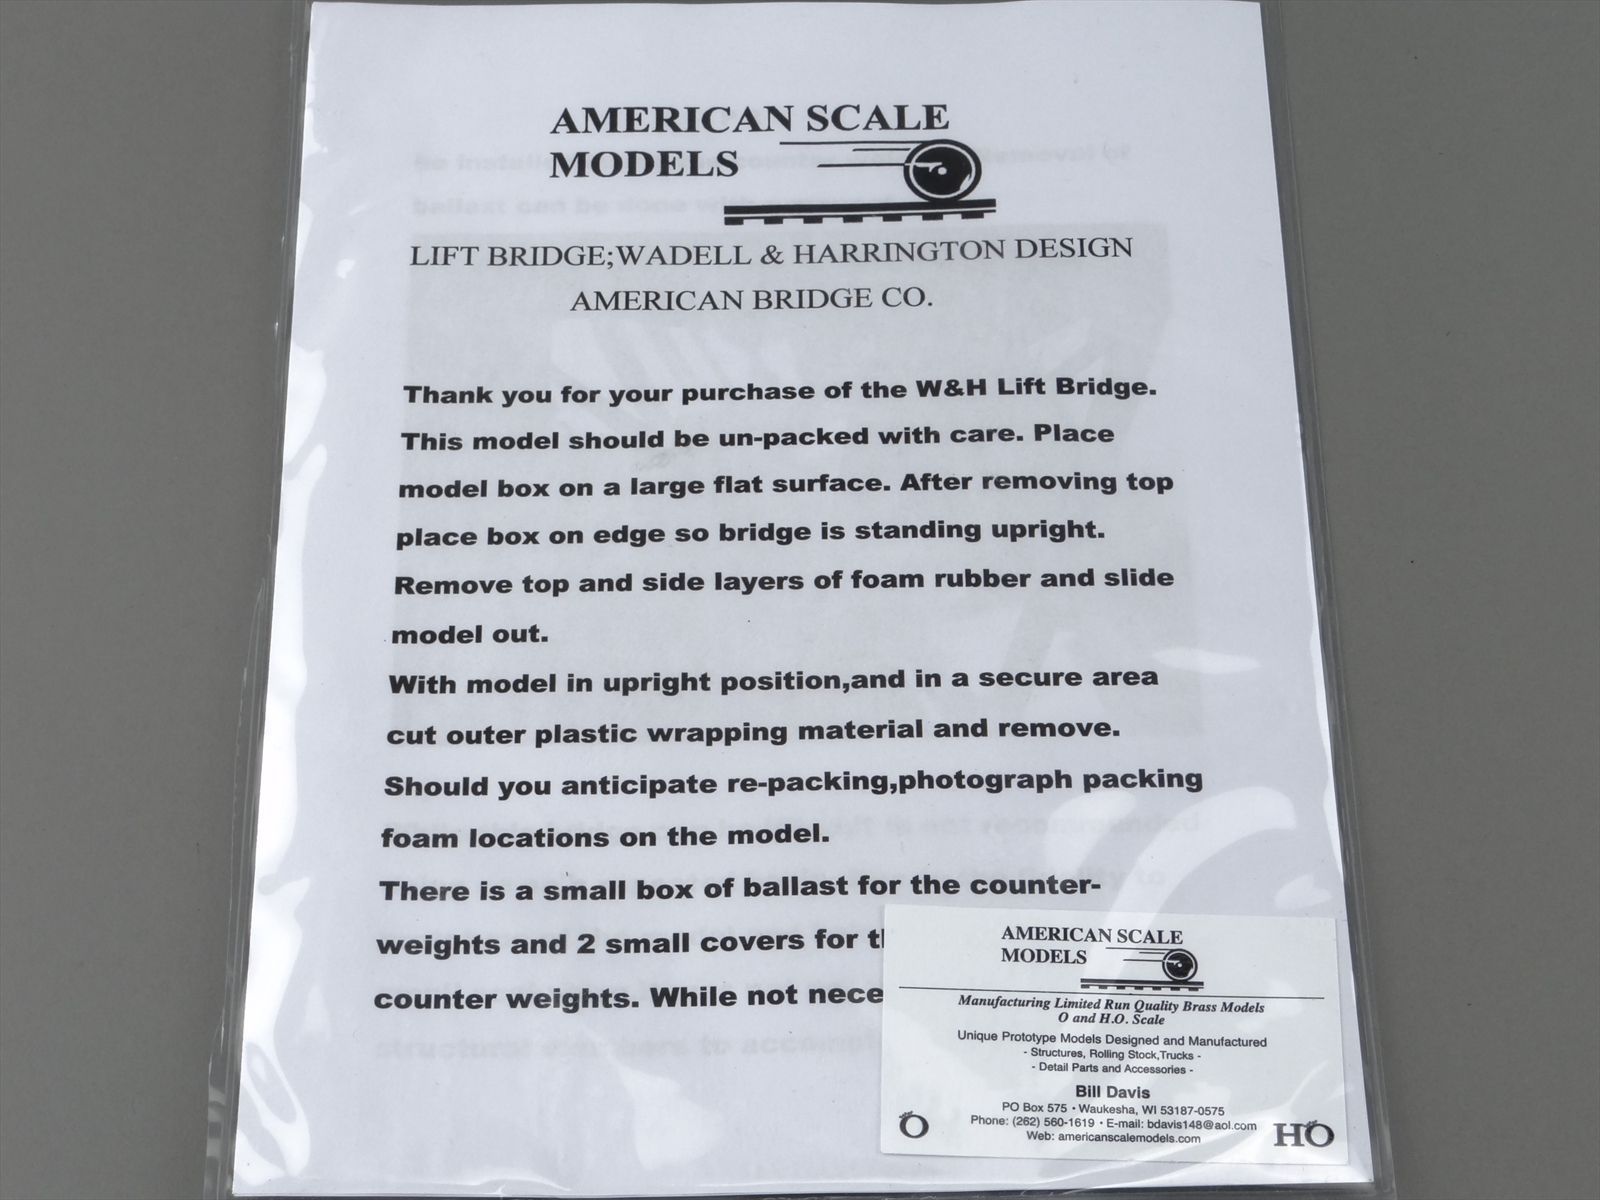 AMERICAN SCALE
MODELS
LIFT BRIDGE;WADELL & HARRINGTON DESIGN
AMERICAN BRIDGE CO.
Thank you for your purchase of the W&H Lift Bridge.
This model should be un-packed with care. Place
model box on a large flat surface. After removing top
place box on edge so bridge is standing upright.
Remove top and side layers of foam rubber and slide
model out.
With model in upright position,and in a secure area
cut outer plastic wrapping material and remove.
Should you anticipate re-packing,photograph packing
foam locations on the model.
There is a small box of ballast for the counter-
weights and 2 small covers for
counter weights. While not
AMERICAN SCALE
MODELS
Manufacturing Limited Run Quality Brass Models
O and H.O. Scale
Unique Prototype Models Designed and Manufactured
- Structures, Rolling Stock,Trucks -
- Detail Parts and Accessories -
Bill Davis
PO Box 575 • Waukesha, WI 53187-0575
Phone: (262) 560-1619 • E-mail: bdavis148@aol.com
Web: americanscalemodels.com
O
HO